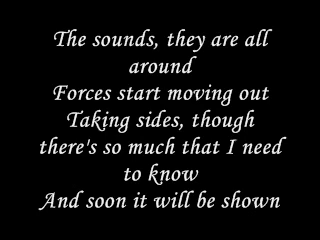 The sounds, they are all
around
Forces start moving out
Taking sides, though
there's so much that I need
to know
And soon it will be shown